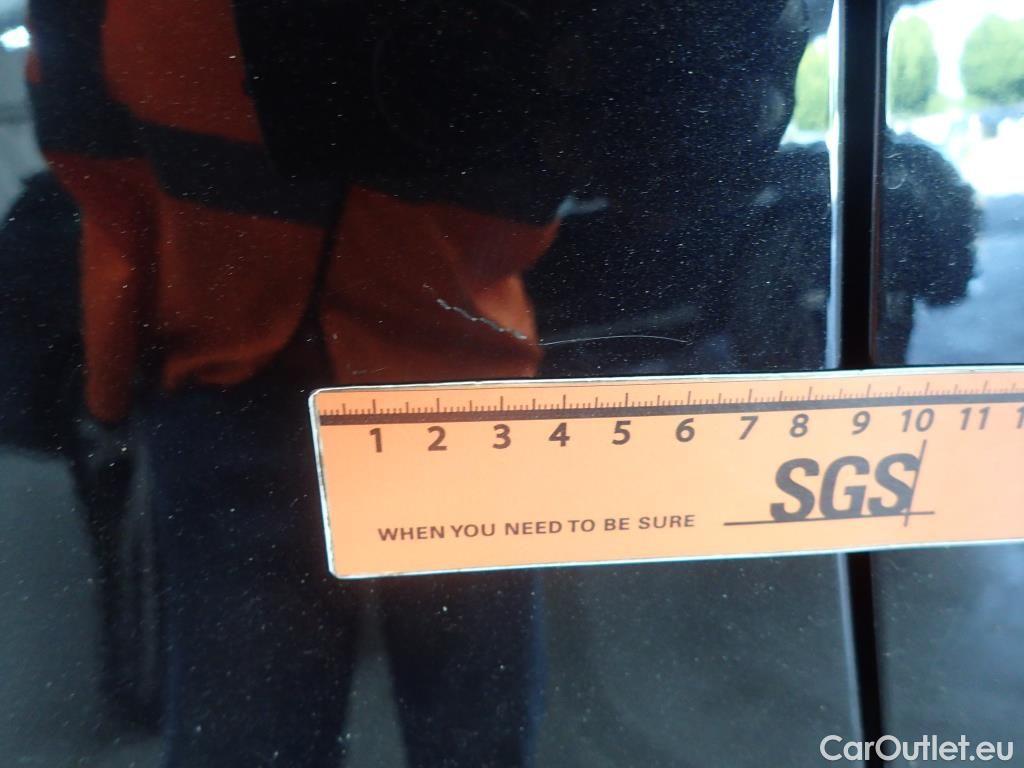 1 2 3 4 5 6 7 8 9 10 11
SGS
WHEN YOU NEED TO BE SURE
CarOutlet.eu